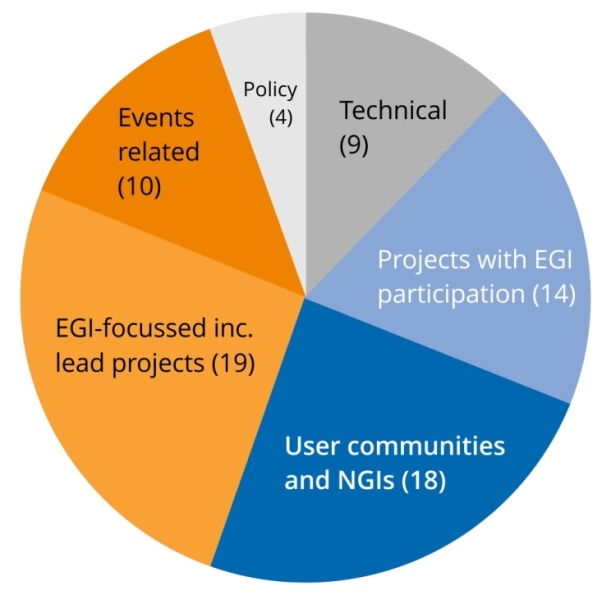 Policy
(4)
Technical
(9)
Events
related
(10)
Projects with EGI
participation (14)
EGI-focussed inc.
lead projects (19)
User communities
and NGIs (18)